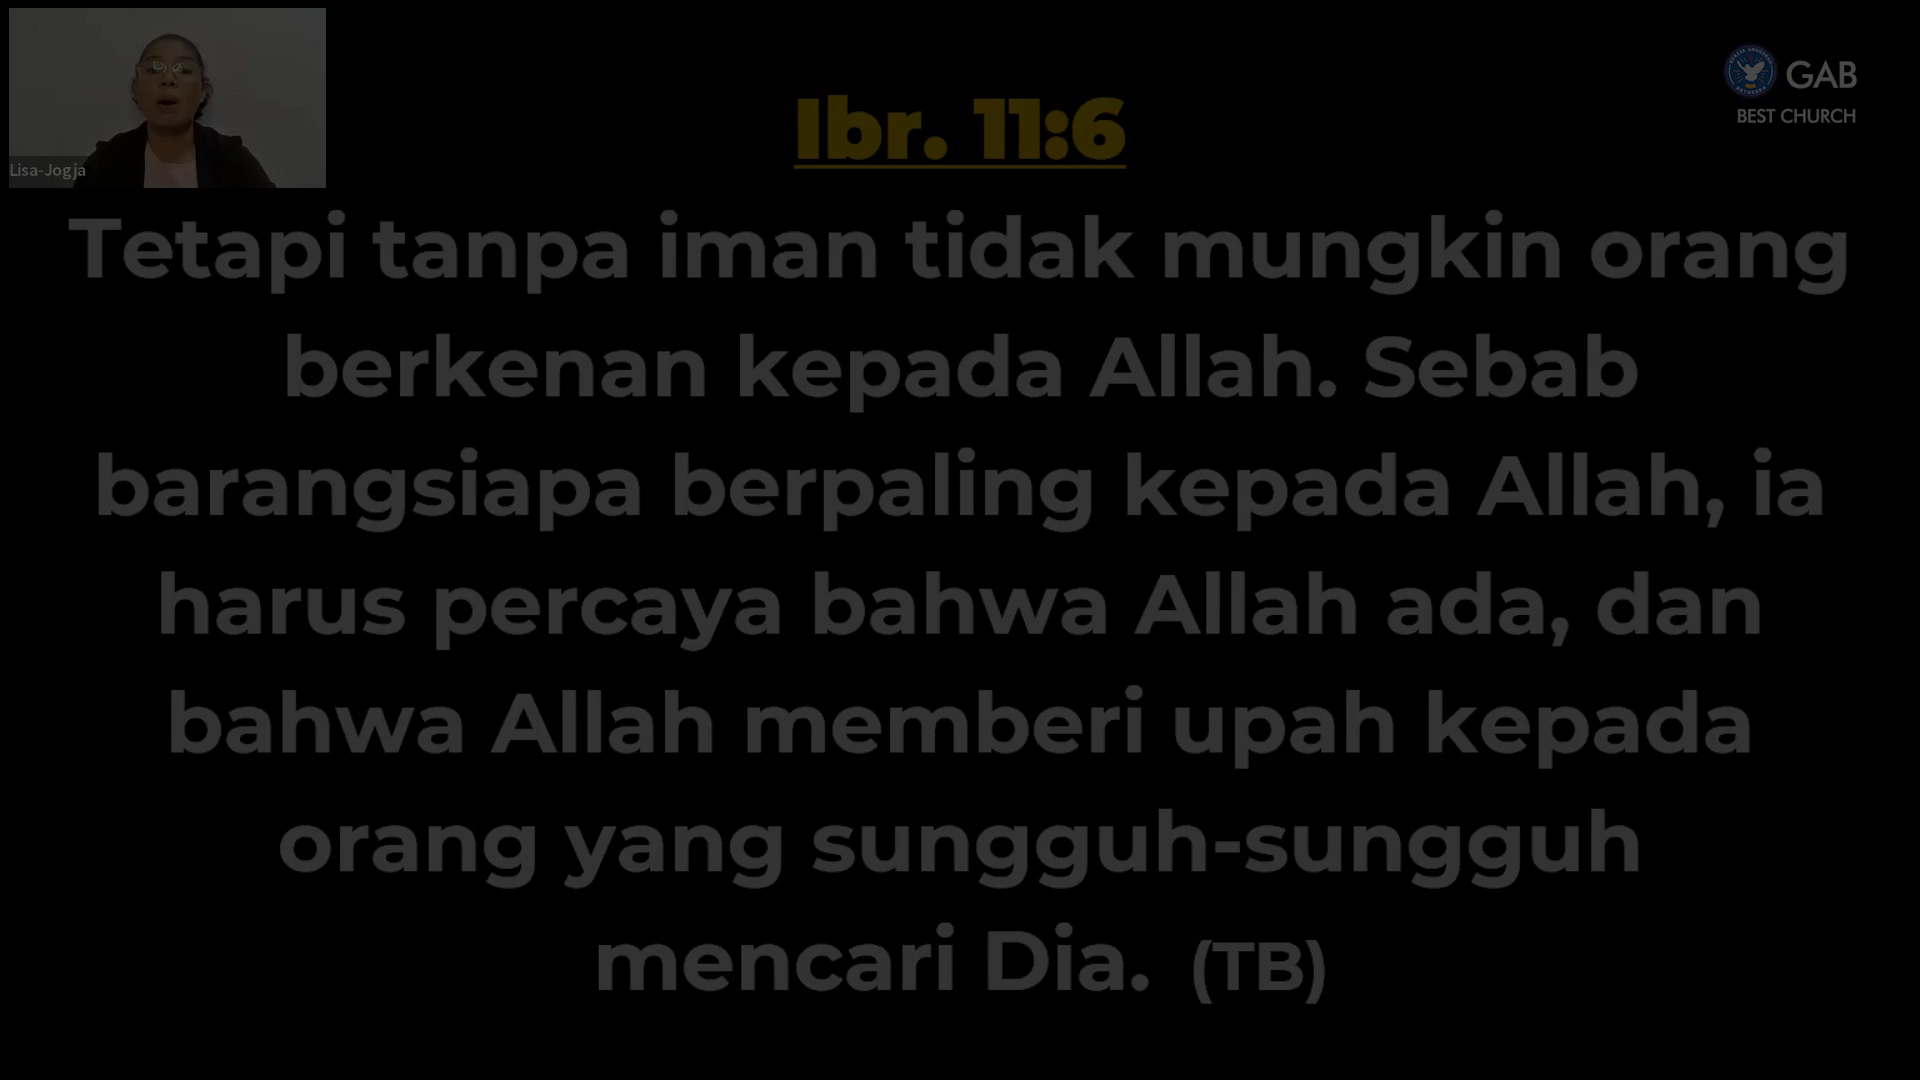 Lisa-Jogja
GAB
BEST CHURCH
Ibr. 11:6
Tetapi tanpa iman tidak mungkin orang
berkenan kepada Allah. Sebab
barangsiapa berpaling kepada Allah, ia
harus percaya bahwa Allah ada, dan
bahwa Allah memberi upah kepada
orang yang sungguh-sungguh
mencari Dia. (TB)